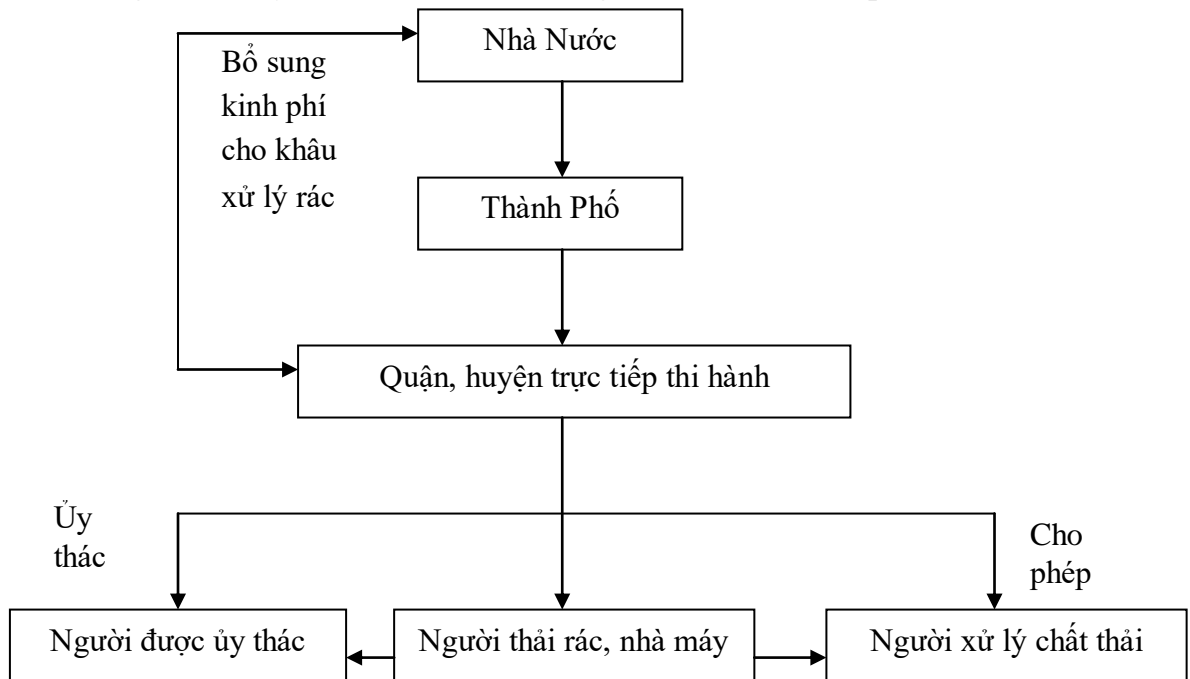 Nhà Nước
Bổ sung
kinh phí
cho khâu
xử lý rác
Thành Phố
Quận, huyện trực tiếp thi hành
Ủy
thác
Cho
phép
Người được ủy thác
Người thải rác, nhà máy
Người xử lý chất thải